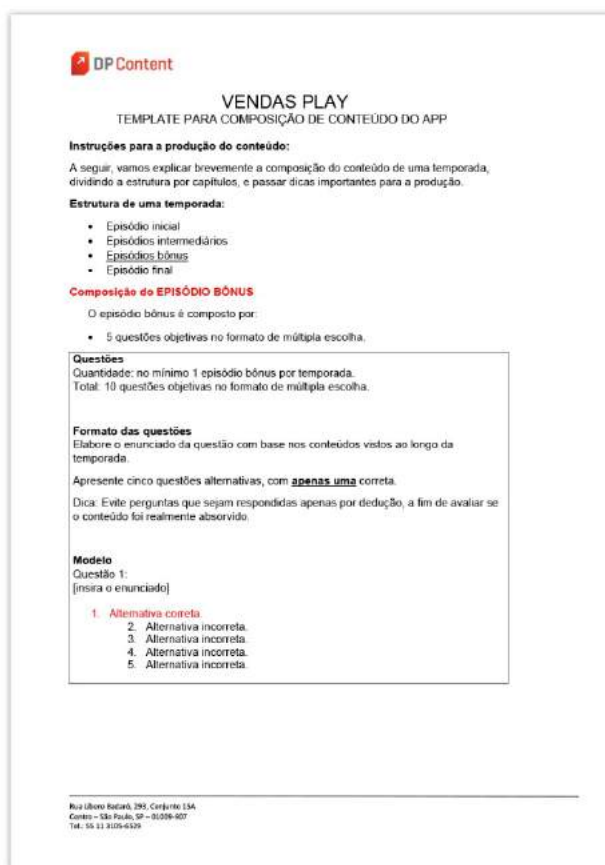 DP Content
VENDAS PLAY
TEMPLATE PARA COMPOSIÇÃO DE CONTEÚDO DO APP
Instruções para a produção do conteúdo:
A seguir, vamos explicar brevemente a composição do conteúdo de uma temporada,
dividindo a estrutura por capítulos, e passar dicas importantes para a produção.
Estrutura de uma temporada:
• Episódio inicial
• Episódios intermediários
• Episódios bônus
• Episódio final
Composição do EPISÓDIO BÔNUS
O episódio bônus é composto por:
• 5 questões objetivas no formato de múltipla escolha.
Questões
Quantidade: no mínimo 1 episódio bônus por temporada.
Total: 10 questões objetivas no formato de múltipla escolha.
Formato das questões
Elabore o enunciado da questão com base nos conteúdos vistos ao longo da
temporada.
Apresente cinco questões alternativas, com apenas uma correta.
Dica: Evite perguntas que sejam respondidas apenas por dedução, a fim de avaliar se
o conteúdo foi realmente absorvido.
Modelo
Questão 1:
[insira o enunciado]
1. Alternativa correta.
2. Alternativa incorreta.
3. Alternativa incorreta.
4. Alternativa incorreta.
5. Alternativa incorreta.
Rua Líbero Badaró, 293, Conjunto 15A
Centro – São Paulo, SP – 01009-907
Tel.: 55 11 3105-6529